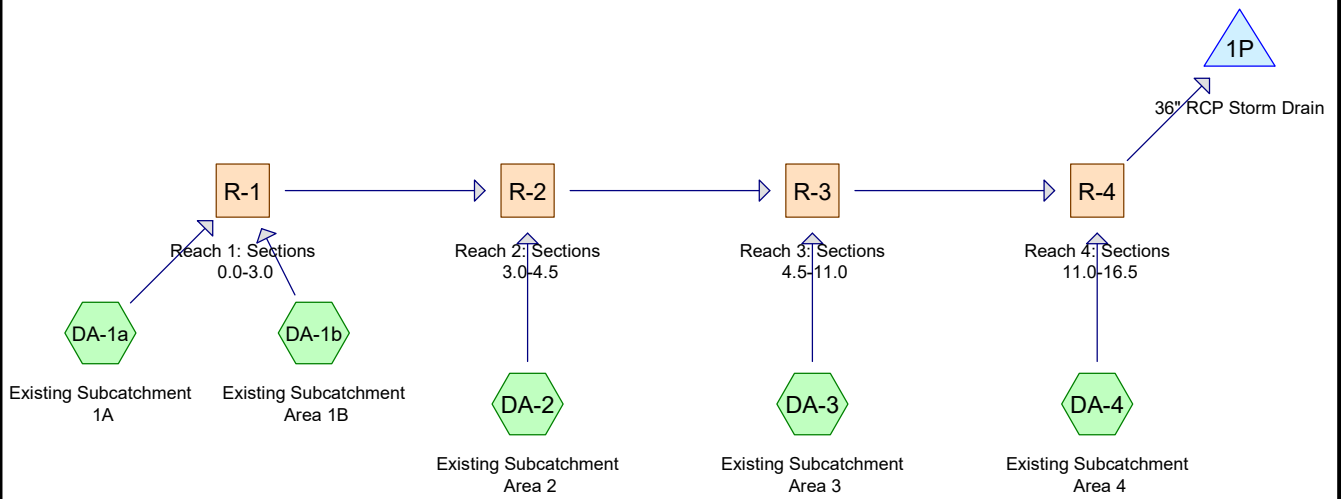 1P
36" RCP Storm Drain
R-1
R-2
R-3
R-4
Reach 1: Sections
0.0-3.0
Reach 2: Sections
3.0-4.5
Reach 3: Sections
4.5-11.0
Reach 4: Sections
11.0-16.5
DA-1a
DA-1b
Existing Subcatchment
1A
Existing Subcatchment
Area 1B
DA-2
DA-3
DA-4
Existing Subcatchment
Area 2
Existing Subcatchment
Area 3
Existing Subcatchment
Area 4